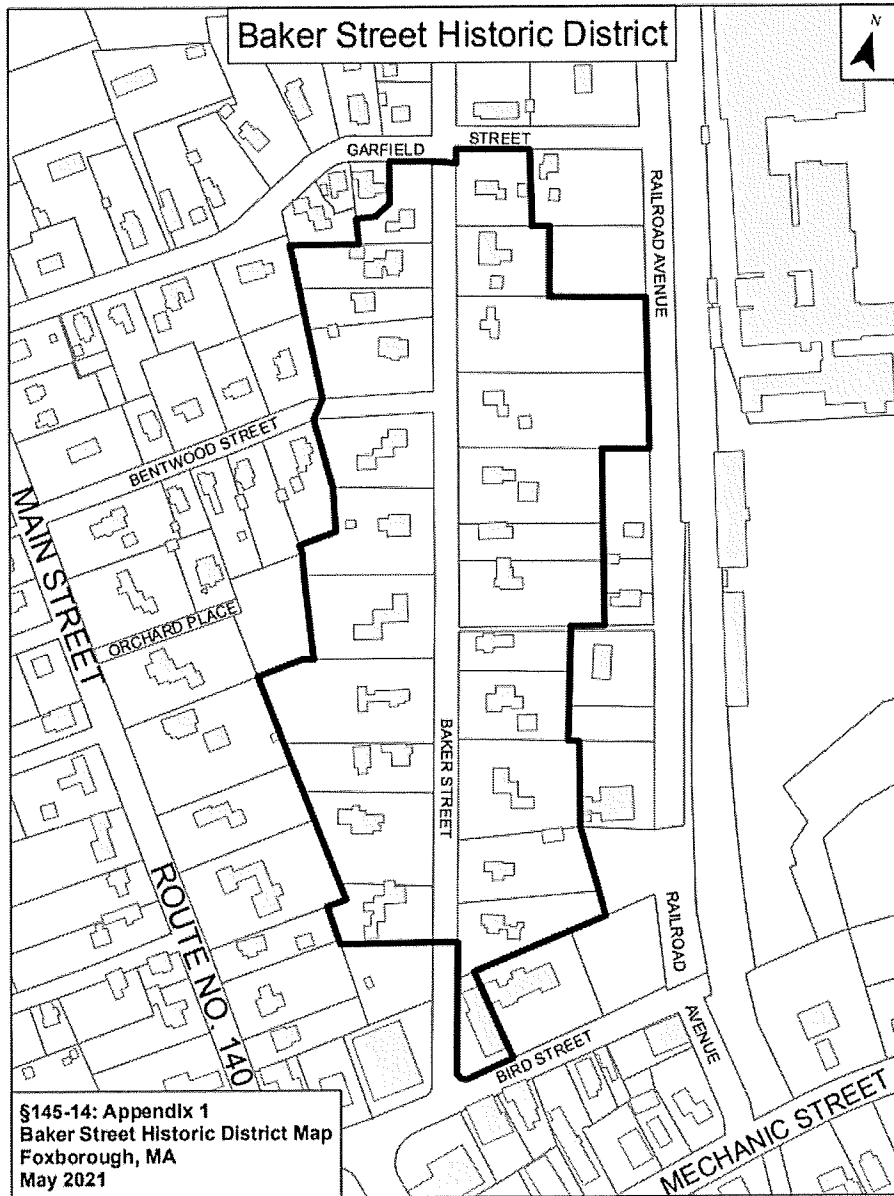 Baker Street Historic District
N
GARFIELD STREET
RAILROAD AVENUE
BENTWOOD STREET
MAIN STREET
ORCHARD PLACE
BAKER STREET
ROUTE NO. 140
RAILROAD AVENUE
BIRD STREET
MECHANIC STREET
§145-14: Appendix 1
Baker Street Historic District Map
Foxborough, MA
May 2021